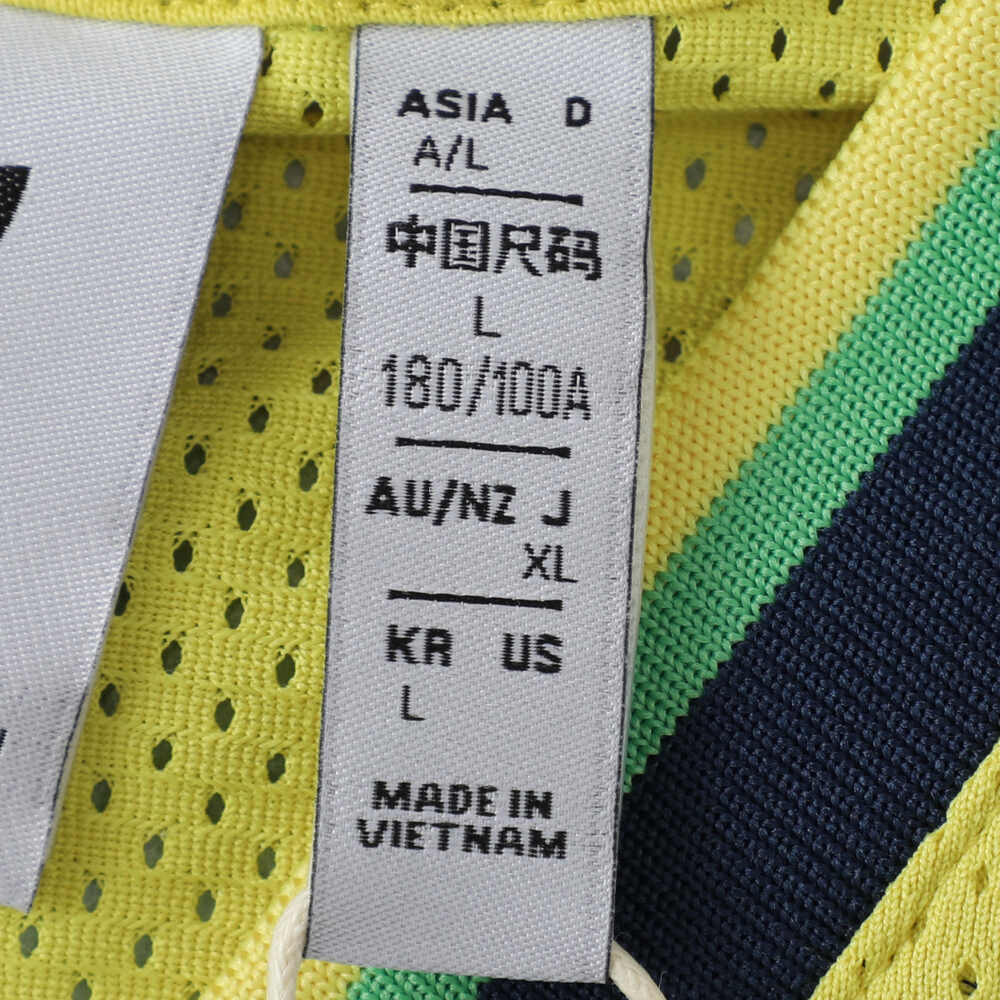 ASIA D
A/L
中国尺码
L
180/100A
AU/NZ J
XL
KR US
L
MADE IN
VIETNAM